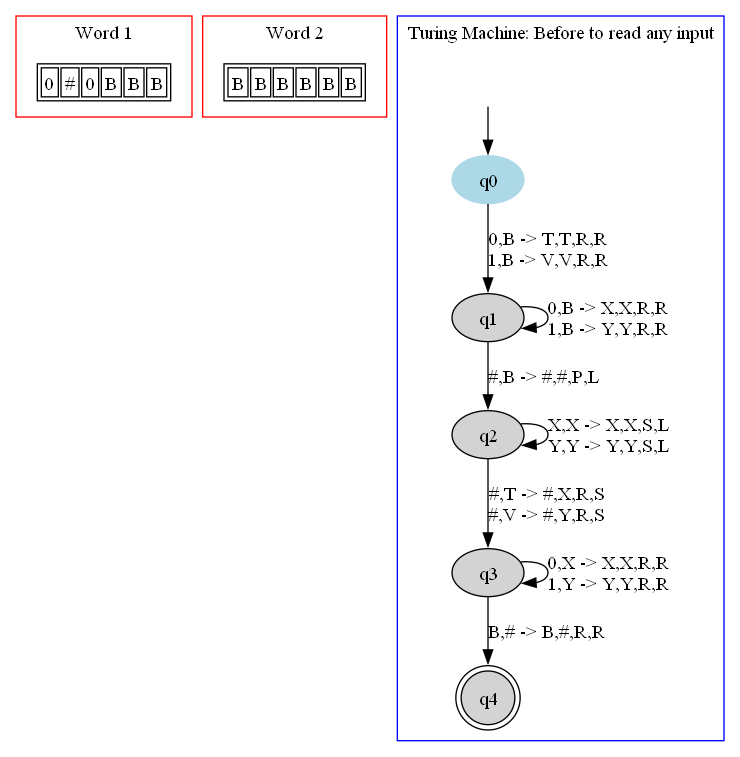 Word 1
0 # 0 B B B
Word 2
B B B B B B
Turing Machine: Before to read any input
q0
0,B -> T,T,R,R
1,B -> V,V,R,R
q1
0,B -> X,X,R,R
1,B -> Y,Y,R,R
#,B -> #,#,P,L
q2
X,X -> X,X,S,L
Y,Y -> Y,Y,S,L
#,T -> #,X,R,S
#,V -> #,Y,R,S
q3
0,X -> X,X,R,R
1,Y -> Y,Y,R,R
B,# -> B,#,R,R
q4